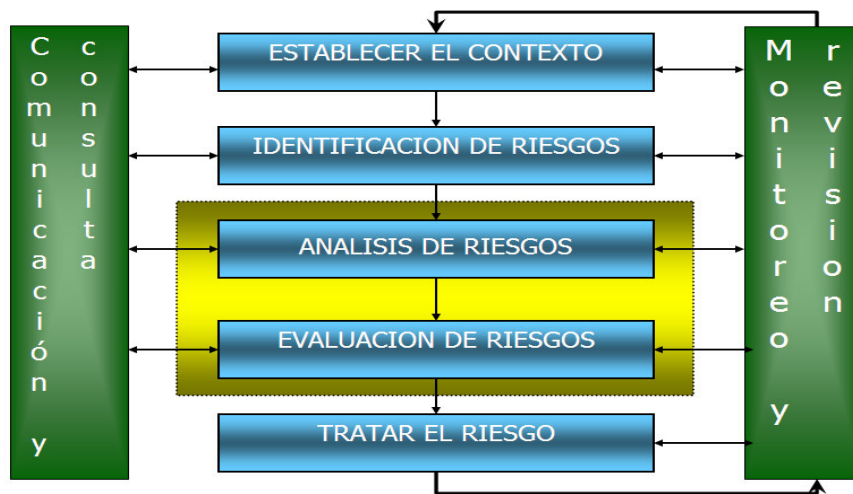 Comunicación y
consulta
ESTABLECER EL CONTEXTO
IDENTIFICACION DE RIESGOS
ANALISIS DE RIESGOS
EVALUACION DE RIESGOS
TRATAR EL RIESGO
Monitoreo y
revision